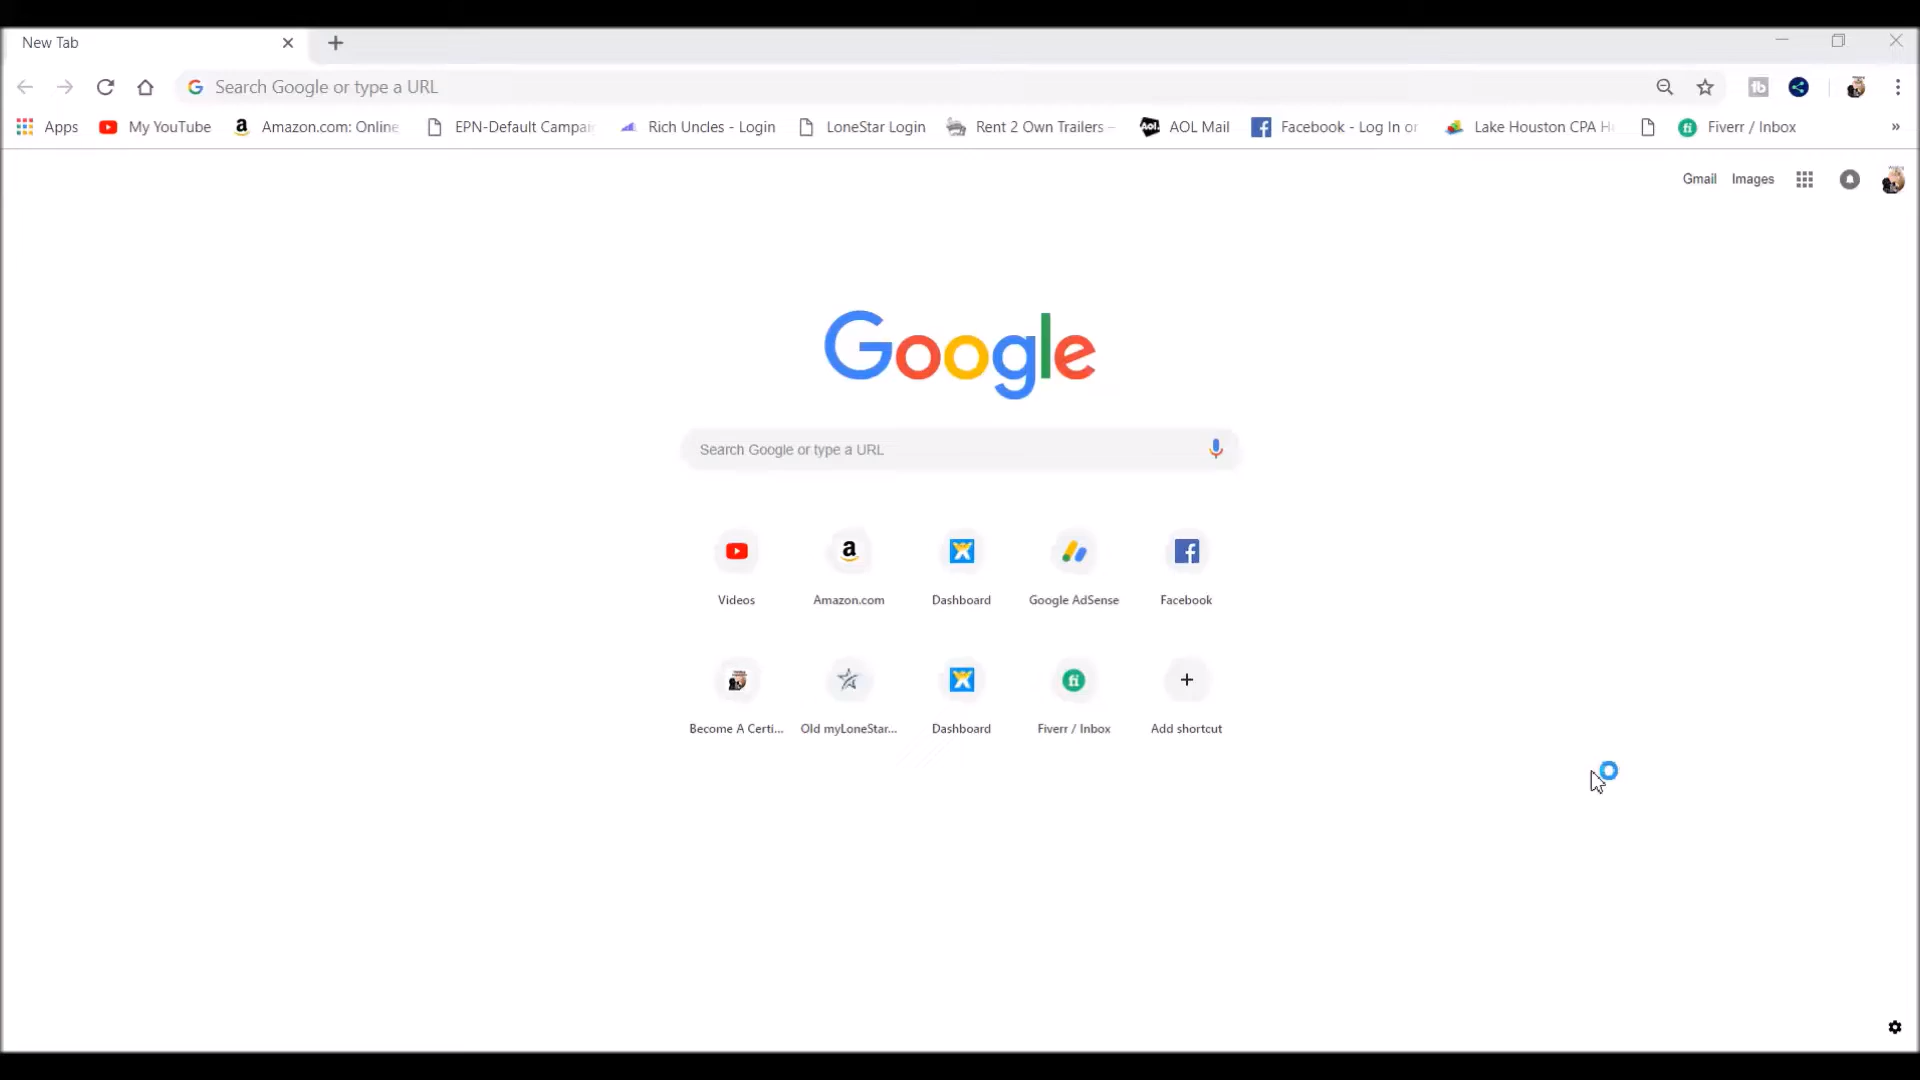 New Tab
Search Google or type a URL
Apps
My YouTube
Amazon.com: Online
EPN-Default Campai
Rich Uncles - Login
LoneStar Login
Rent 2 Own Trailers –
Aol.
AOL Mail
Facebook - Log In or
Lake Houston CPA H
Fiverr / Inbox
Gmail
Images
Google
Search Google or type a URL
Videos
Amazon.com
Dashboard
Google AdSense
Facebook
Become A Certi...
Old myLoneStar...
Dashboard
Fiverr / Inbox
Add shortcut